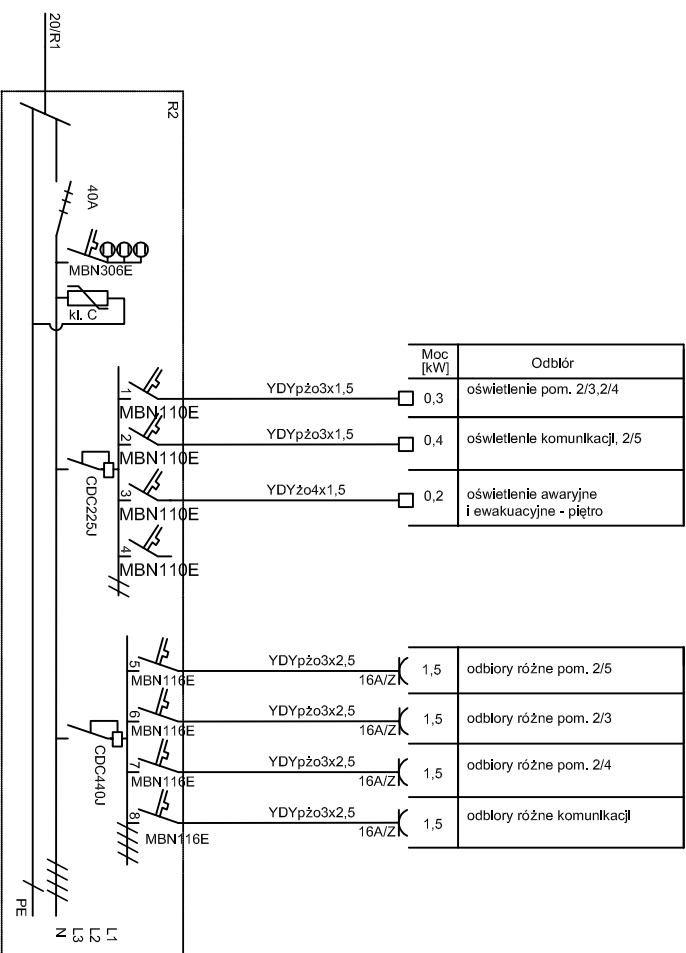 20/R1
R2
40A
MBN306E
kl. C
Moc
[kW]
Odbiór
1
MBN110E
YDYpżo3x1,5
0,3
oświetlenie pom. 2/3,2/4
2
MBN110E
YDYpżo3x1,5
0,4
oświetlenie komunikacji, 2/5
CDC225J
3
MBN110E
YDYżo4x1,5
0,2
oświetlenie awaryjne
i ewakuacyjne - piętro
4
MBN110E
5
MBN116E
YDYpżo3x2,5
16A/Z
1,5
odbiory różne pom. 2/5
6
MBN116E
YDYpżo3x2,5
16A/Z
1,5
odbiory różne pom. 2/3
CDC440J
7
MBN116E
YDYpżo3x2,5
16A/Z
1,5
odbiory różne pom. 2/4
8
MBN116E
YDYpżo3x2,5
16A/Z
1,5
odbiory różne komunikacji
PE
N
L3
L2
L1